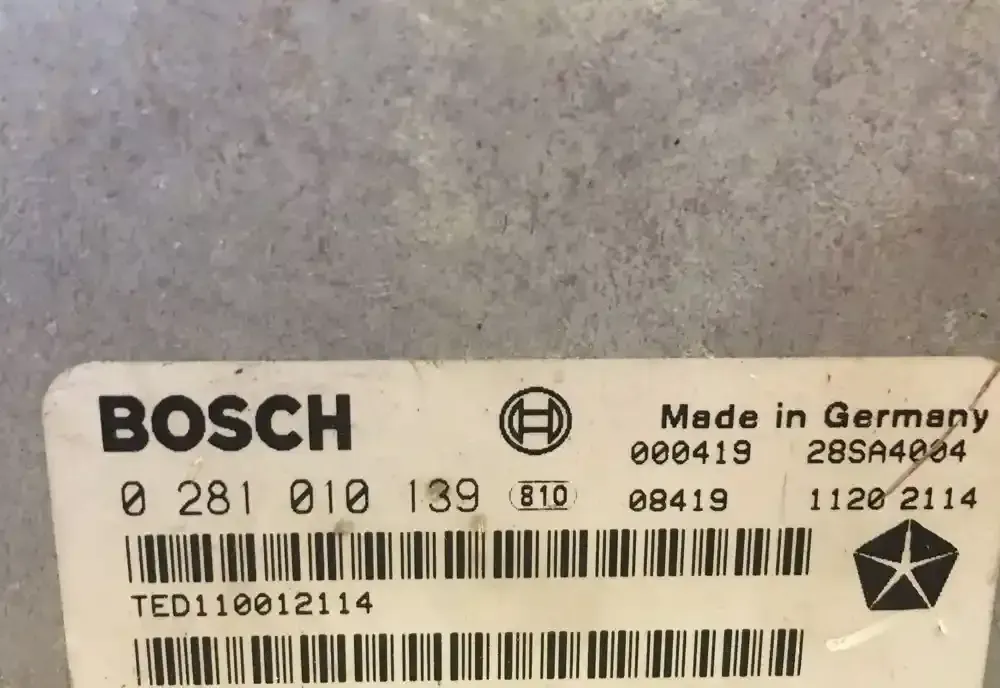 BOSCH
Made in Germany
000419 28SA4004
0 281 010 139 810 08419 1120 2114
TED110012114